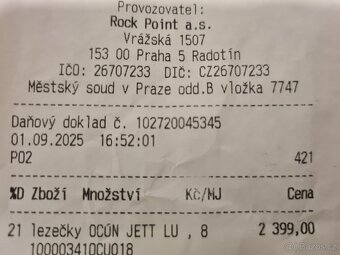 Provozovatel:
Rock Point a.s.
Vrážská 1507
153 00 Praha 5 Radotín
IČO: 26707233 DIČ: CZ26707233
Městský soud v Praze odd.B vložka 7747
Daňový doklad č. 102720045345
01.09.2025 16:52:01
P02 421
%D Zboží Množství Kč/MJ Cena
21 lezečky OCÚN JETT LU , 8 2 399,00
100003410CU018